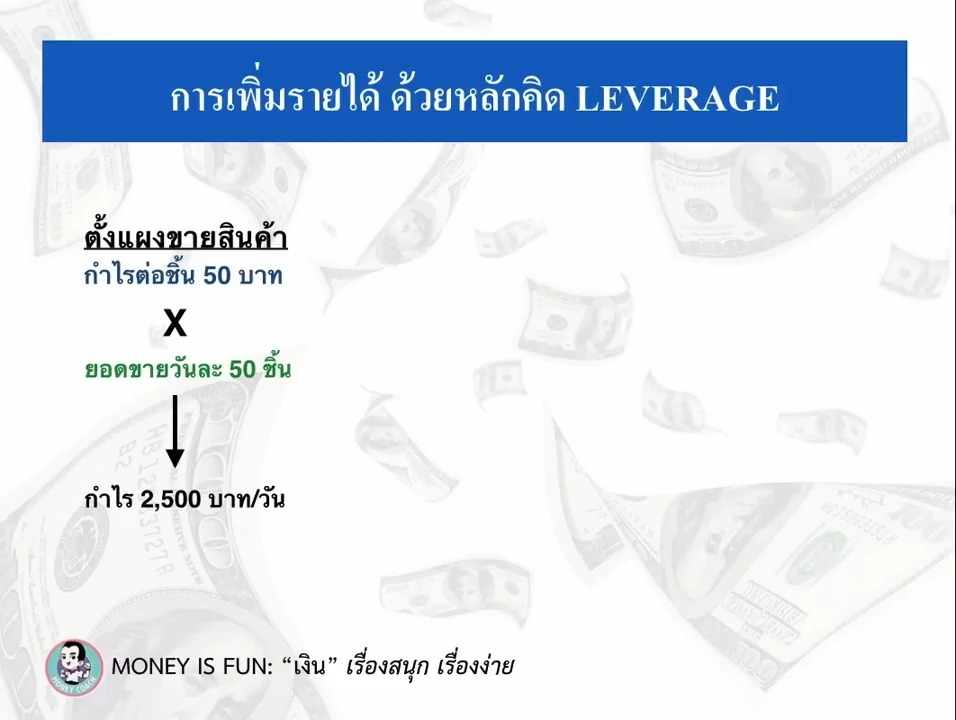 การเพิ่มรายได้ ด้วยหลักคิด LEVERAGE
ตั้งแผงขายสินค้า
กำไรต่อชิ้น 50 บาท
X
ยอดขายวันละ 50 ชิ้น
กำไร 2,500 บาท/วัน
MONEY IS FUN: “เงิน” เรื่องสนุก เรื่องง่าย
MONEY COACH